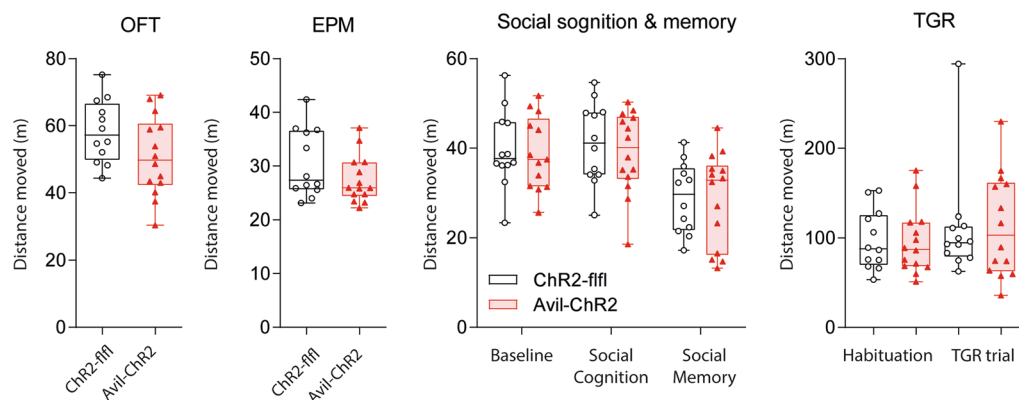 OFT
EPM
Social sognition & memory
TGR
Distance moved (m)
80
60
40
20
0
ChR2-flfl
Avil-ChR2
Distance moved (m)
50
40
30
20
10
0
ChR2-flfl
Avil-ChR2
Distance moved (m)
60
40
20
0
ChR2-flfl
Avil-ChR2
Baseline
Social
Cognition
Social
Memory
Distance moved (m)
300
200
100
0
Habituation
TGR trial